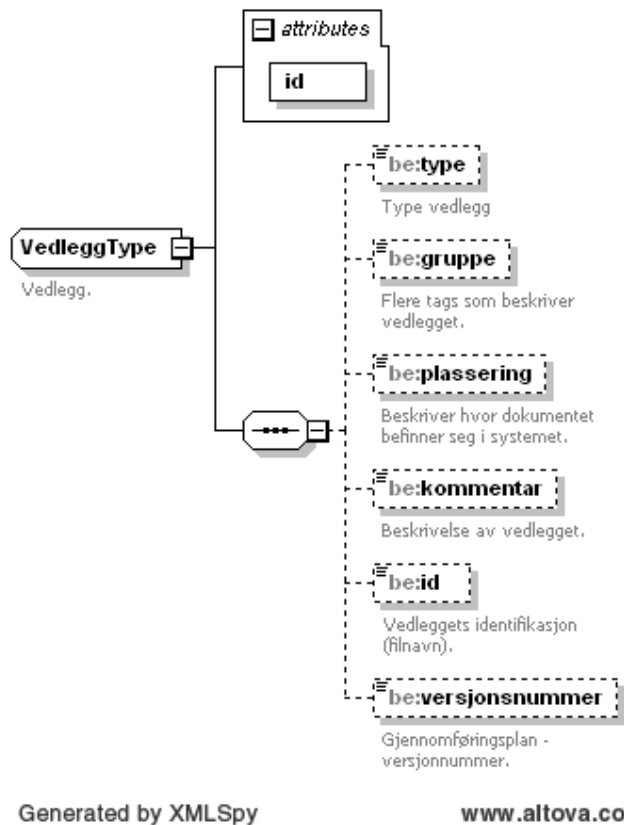 attributes
id
VedleggType
Vedlegg.
be:type
Type vedlegg
be:gruppe
Flere tags som beskriver
vedlegget.
be:plassering
Beskriver hvor dokumentet
befinner seg i systemet.
be:kommentar
Beskrivelse av vedlegget.
be:id
Vedleggets identifikasjon
(filnavn).
be:versjonsnummer
Gjennomføringsplan -
versjonnummer.
Generated by XMLSpy
www.altova.co